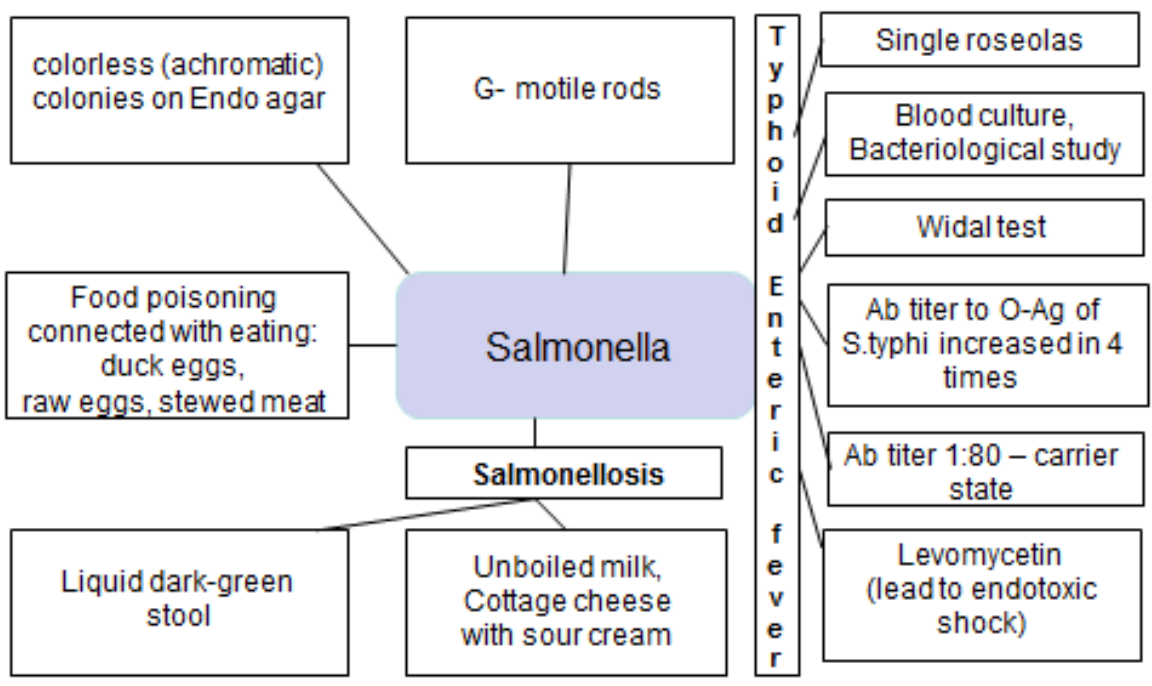 colorless (achromatic)
colonies on Endo agar
G- motile rods
Typhoid Enteric fever
Single roseolas
Blood culture,
Bacteriological study
Widal test
Food poisoning
connected with eating:
duck eggs,
raw eggs, stewed meat
Salmonella
Ab titer to O-Ag of
S.typhi increased in 4
times
Salmonellosis
Ab titer 1:80 – carrier
state
Liquid dark-green
stool
Unboiled milk,
Cottage cheese
with sour cream
Levomycetin
(lead to endotoxic
shock)